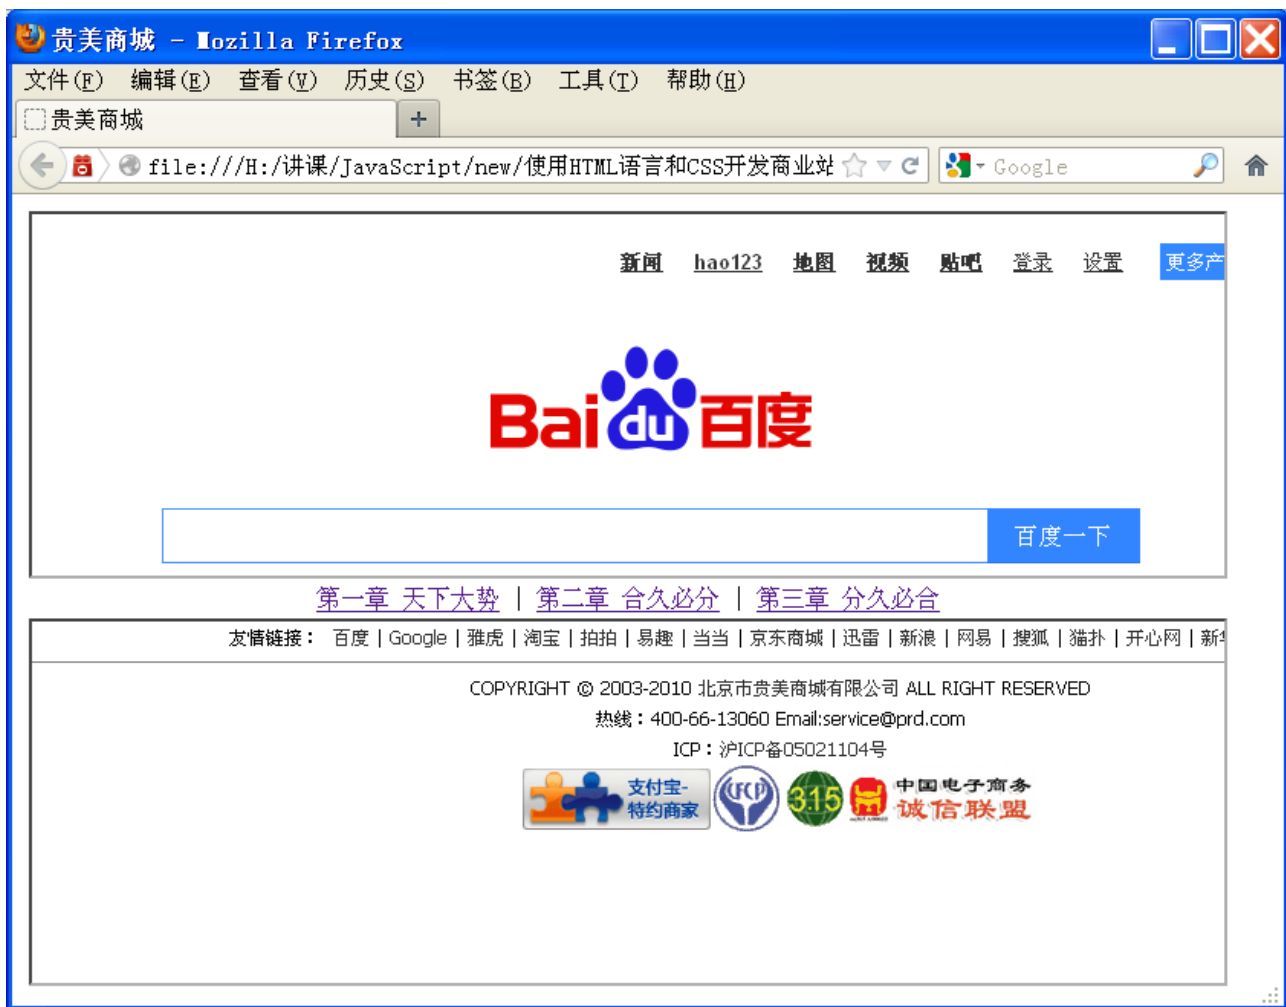 贵美商城 - Mozilla Firefox
文件(F) 编辑(E) 查看(V) 历史(S) 书签(B) 工具(T) 帮助(H)
贵美商城 +
file:///H:/讲课/JavaScript/new/使用HTML语言和CSS开发商业站 Google
新闻 hao123 地图 视频 贴吧 登录 设置 更多产
Bai du 百度
百度一下
第一章 天下大势 | 第二章 合久必分 | 第三章 分久必合
友情链接： 百度 | Google | 雅虎 | 淘宝 | 拍拍 | 易趣 | 当当 | 京东商城 | 迅雷 | 新浪 | 网易 | 搜狐 | 猫扑 | 开心网 | 新
COPYRIGHT © 2003-2010 北京市贵美商城有限公司 ALL RIGHT RESERVED
热线：400-66-13060 Email:service@prd.com
ICP：沪ICP备05021104号
支付宝-
特约商家
CFCP
315
中国电子商务
诚信联盟